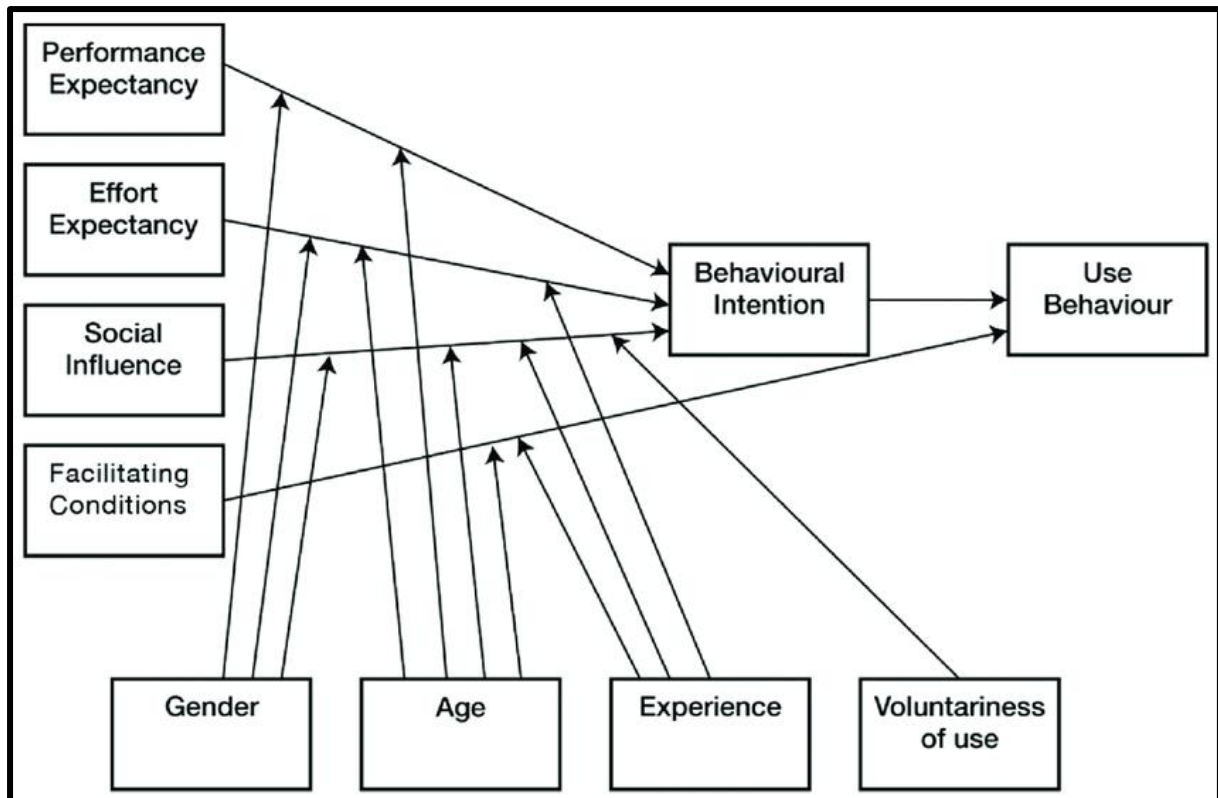 Performance
Expectancy
Effort
Expectancy
Social
Influence
Facilitating
Conditions
Behavioural
Intention
Use
Behaviour
Gender
Age
Experience
Voluntariness
of use